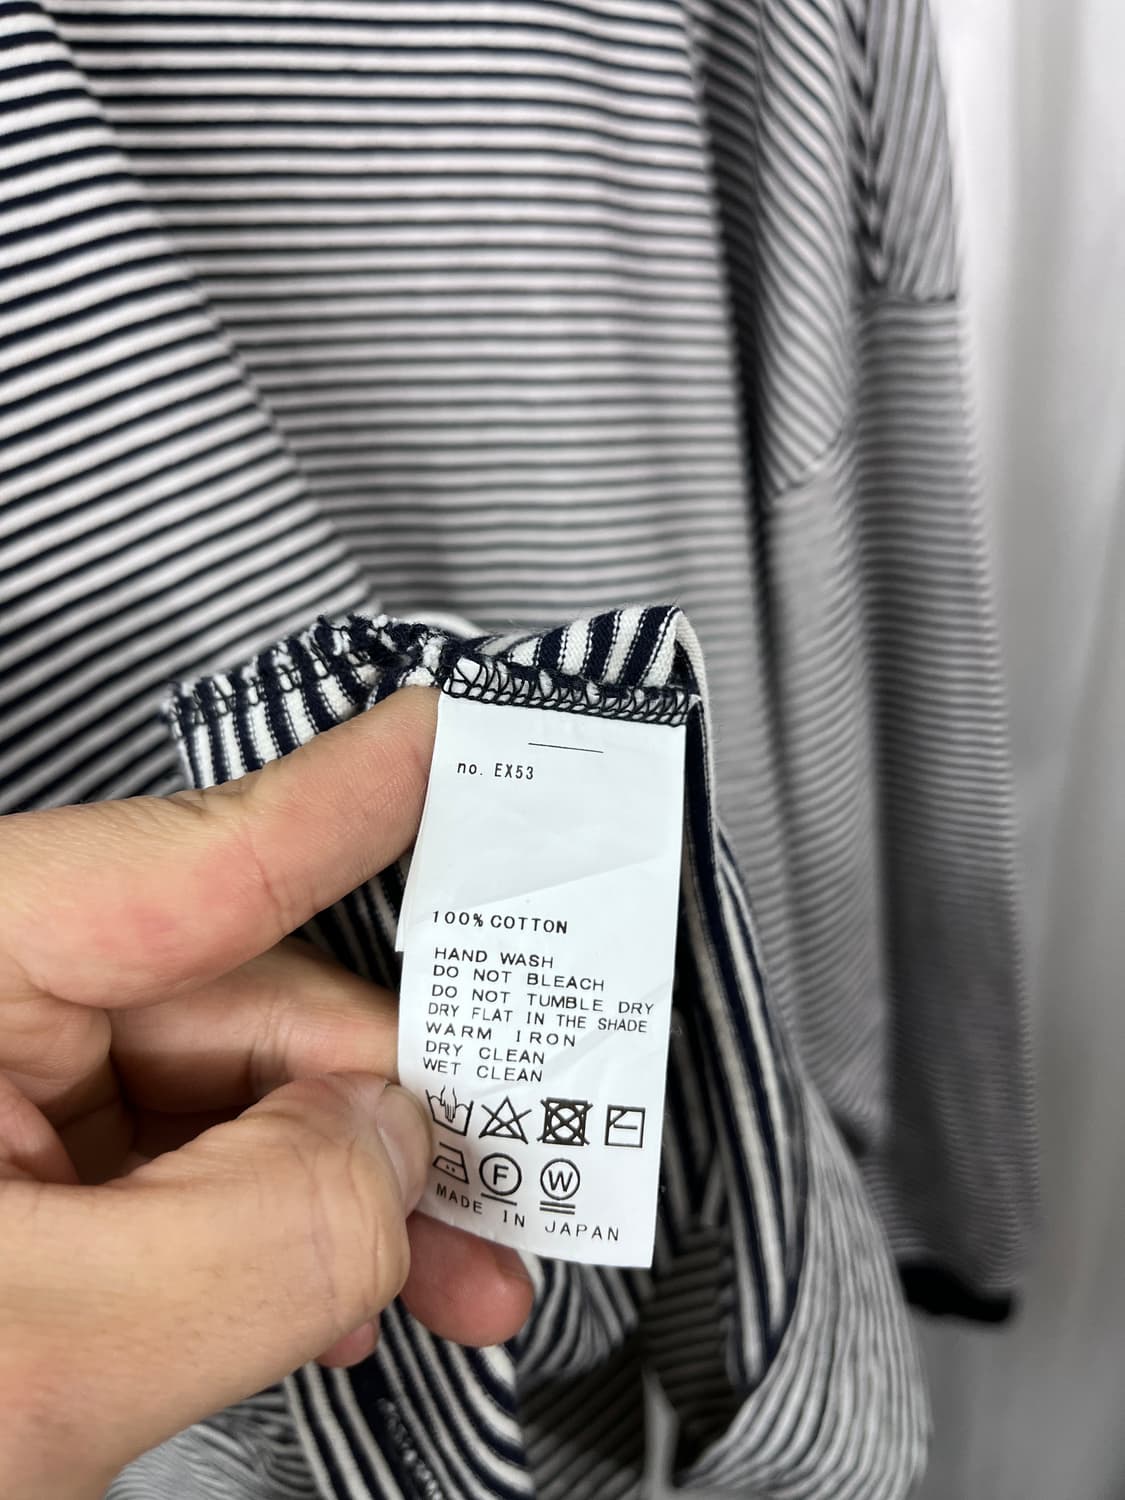 no. EX53
100% COTTON
HAND WASH
DO NOT BLEACH
DO NOT TUMBLE DRY
DRY FLAT IN THE SHADE
WARM IRON
DRY CLEAN
WET CLEAN
F W
MADE IN JAPAN